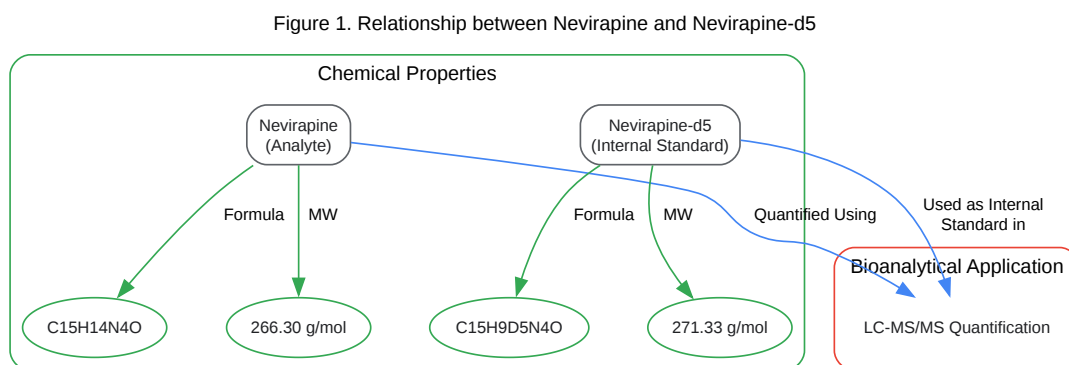 Figure 1. Relationship between Nevirapine and Nevirapine-d5
Chemical Properties
Nevirapine
(Analyte)
Nevirapine-d5
(Internal Standard)
Formula
MW
Formula
MW
Quantified Using
Used as Internal
Standard in
Bioanalytical Application
C15H14N4O
266.30 g/mol
C15H9D5N4O
271.33 g/mol
LC-MS/MS Quantification